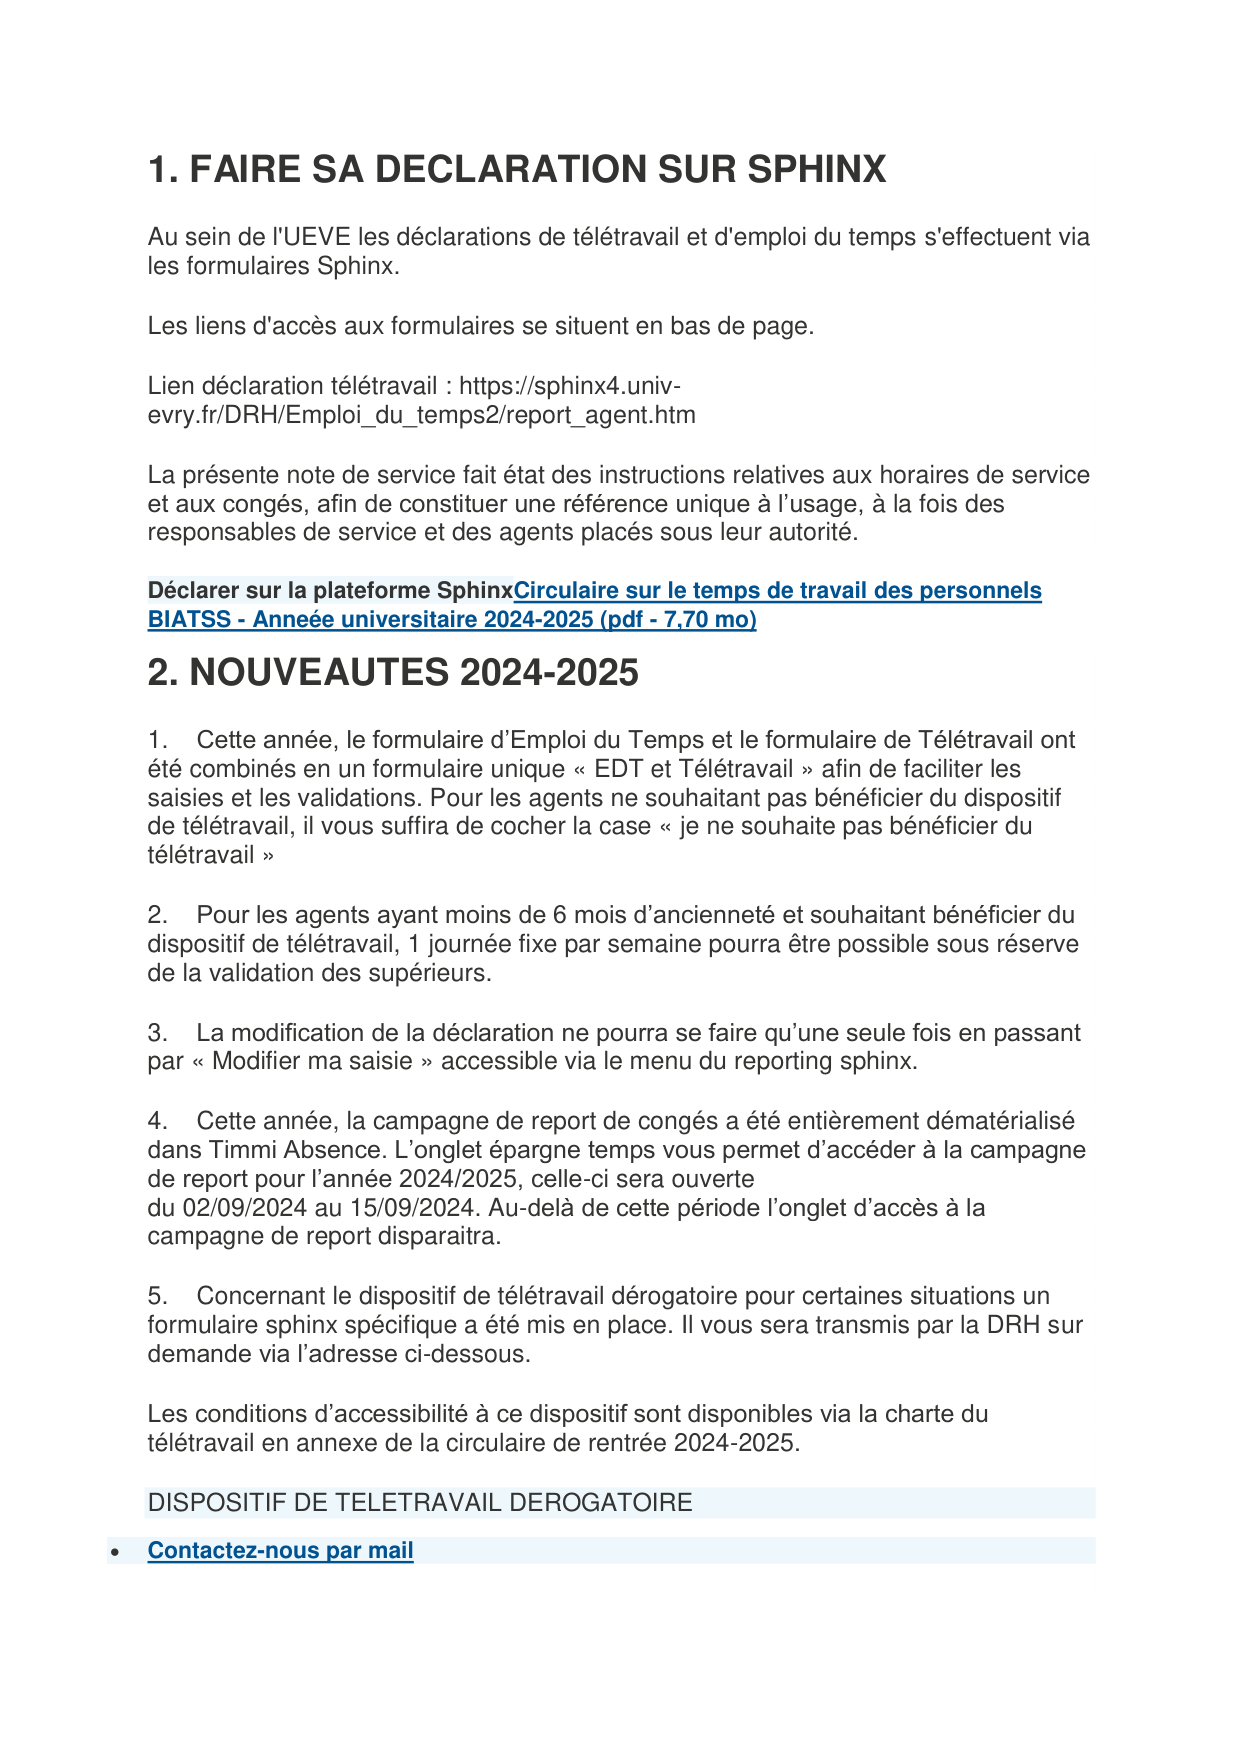 1. FAIRE SA DECLARATION SUR SPHINX
Au sein de l'UEVE les déclarations de télétravail et d'emploi du temps s'effectuent via
les formulaires Sphinx.
Les liens d'accès aux formulaires se situent en bas de page.
Lien déclaration télétravail : https://sphinx4.univ-
evry.fr/DRH/Emploi_du_temps2/report_agent.htm
La présente note de service fait état des instructions relatives aux horaires de service
et aux congés, afin de constituer une référence unique à l’usage, à la fois des
responsables de service et des agents placés sous leur autorité.
Déclarer sur la plateforme SphinxCirculaire sur le temps de travail des personnels
BIATSS - Anneée universitaire 2024-2025 (pdf - 7,70 mo)
2. NOUVEAUTES 2024-2025
1. Cette année, le formulaire d’Emploi du Temps et le formulaire de Télétravail ont
été combinés en un formulaire unique « EDT et Télétravail » afin de faciliter les
saisies et les validations. Pour les agents ne souhaitant pas bénéficier du dispositif
de télétravail, il vous suffira de cocher la case « je ne souhaite pas bénéficier du
télétravail »
2. Pour les agents ayant moins de 6 mois d’ancienneté et souhaitant bénéficier du
dispositif de télétravail, 1 journée fixe par semaine pourra être possible sous réserve
de la validation des supérieurs.
3. La modification de la déclaration ne pourra se faire qu’une seule fois en passant
par « Modifier ma saisie » accessible via le menu du reporting sphinx.
4. Cette année, la campagne de report de congés a été entièrement dématérialisé
dans Timmi Absence. L’onglet épargne temps vous permet d’accéder à la campagne
de report pour l’année 2024/2025, celle-ci sera ouverte
du 02/09/2024 au 15/09/2024. Au-delà de cette période l’onglet d’accès à la
campagne de report disparaitra.
5. Concernant le dispositif de télétravail dérogatoire pour certaines situations un
formulaire sphinx spécifique a été mis en place. Il vous sera transmis par la DRH sur
demande via l’adresse ci-dessous.
Les conditions d’accessibilité à ce dispositif sont disponibles via la charte du
télétravail en annexe de la circulaire de rentrée 2024-2025.
DISPOSITIF DE TELETRAVAIL DEROGATOIRE
• Contactez-nous par mail